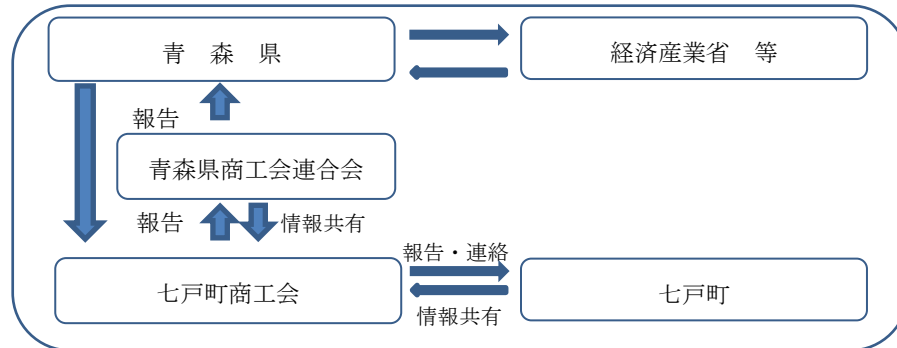 青　森　県
経済産業省　等
報告
青森県商工会連合会
報告
情報共有
報告・連絡
七戸町商工会
七戸町
情報共有